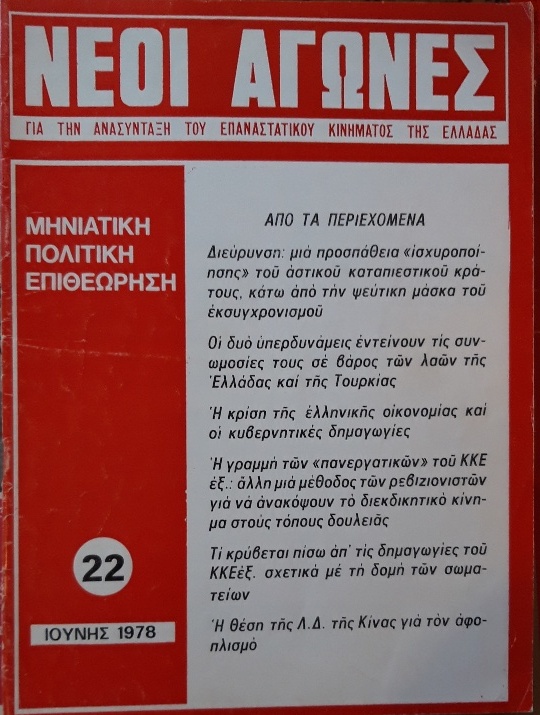 ΝΕΟΙ ΑΓΩΝΕΣ
ΓΙΑ ΤΗΝ ΑΝΑΣΥΝΤΑΞΗ ΤΟΥ ΕΠΑΝΑΣΤΑΤΙΚΟΥ ΚΙΝΗΜΑΤΟΣ ΤΗΣ ΕΛΛΑΔΑΣ
ΜΗΝΙΑΤΙΚΗ
ΠΟΛΙΤΙΚΗ
ΕΠΙΘΕΩΡΗΣΗ
22
ΙΟΥΝΗΣ 1978
ΑΠΟ ΤΑ ΠΕΡΙΕΧΟΜΕΝΑ
Διεύρυνση: μιά προσπάθεια «ἰσχυροποί-
ησης» τοῦ ἀστικοῦ καταπιεστικοῦ κρά-
τους, κάτω ἀπό τήν ψεύτικη μάσκα τοῦ
ἐκσυγχρονισμοῦ
Οἱ δυό ὑπερδυνάμεις ἐντείνουν τίς συν-
ωμοσίες τους σέ βάρος τῶν λαῶν τῆς
Ἑλλάδας καί τῆς Τουρκίας
Ἡ κρίση τῆς ἑλληνικῆς οἰκονομίας καί
οἱ κυβερνητικές δημαγωγίες
Ἡ γραμμή τῶν «πανεργατικῶν» τοῦ ΚΚΕ
ἐξ.: ἄλλη μιά μέθοδος τῶν ρεβιζιονιστῶν
γιά νά ἀνακόψουν τό διεκδικητικό κίνη-
μα στούς τόπους δουλειᾶς
Τί κρύβεται πίσω ἀπ' τίς δημαγωγίες τοῦ
ΚΚΕἐξ. σχετικά μέ τή δομή τῶν σωμα-
τείων
Ἡ θέση τῆς Λ.Δ. τῆς Κίνας γιά τόν ἀφο-
πλισμό